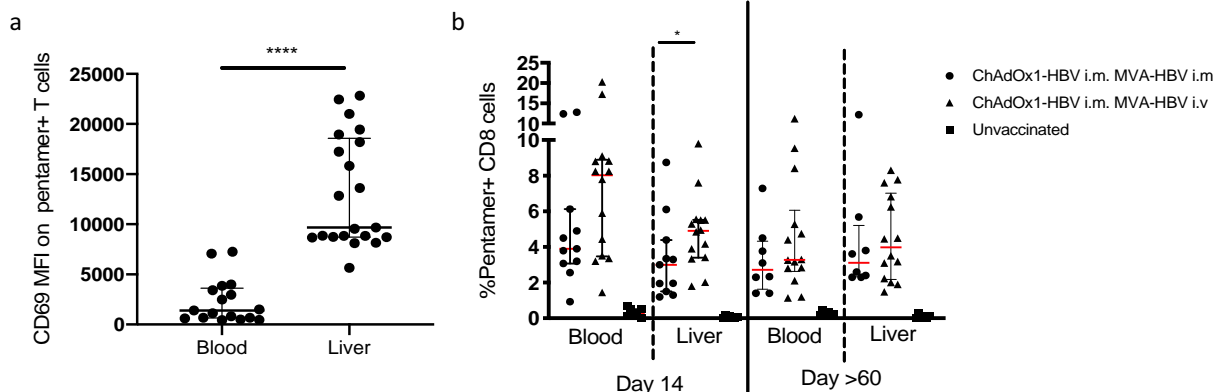 a
CD69 MFI on pentamer+ T cells
25000
20000
15000
10000
5000
0
****
Blood
Liver
b
%Pentamer+ CD8 cells
25
20
15
10
10
8
6
4
2
0
*
Blood
Liver
Blood
Liver
Day 14
Day >60
ChAdOx1-HBV i.m. MVA-HBV i.m
ChAdOx1-HBV i.m. MVA-HBV i.v
Unvaccinated